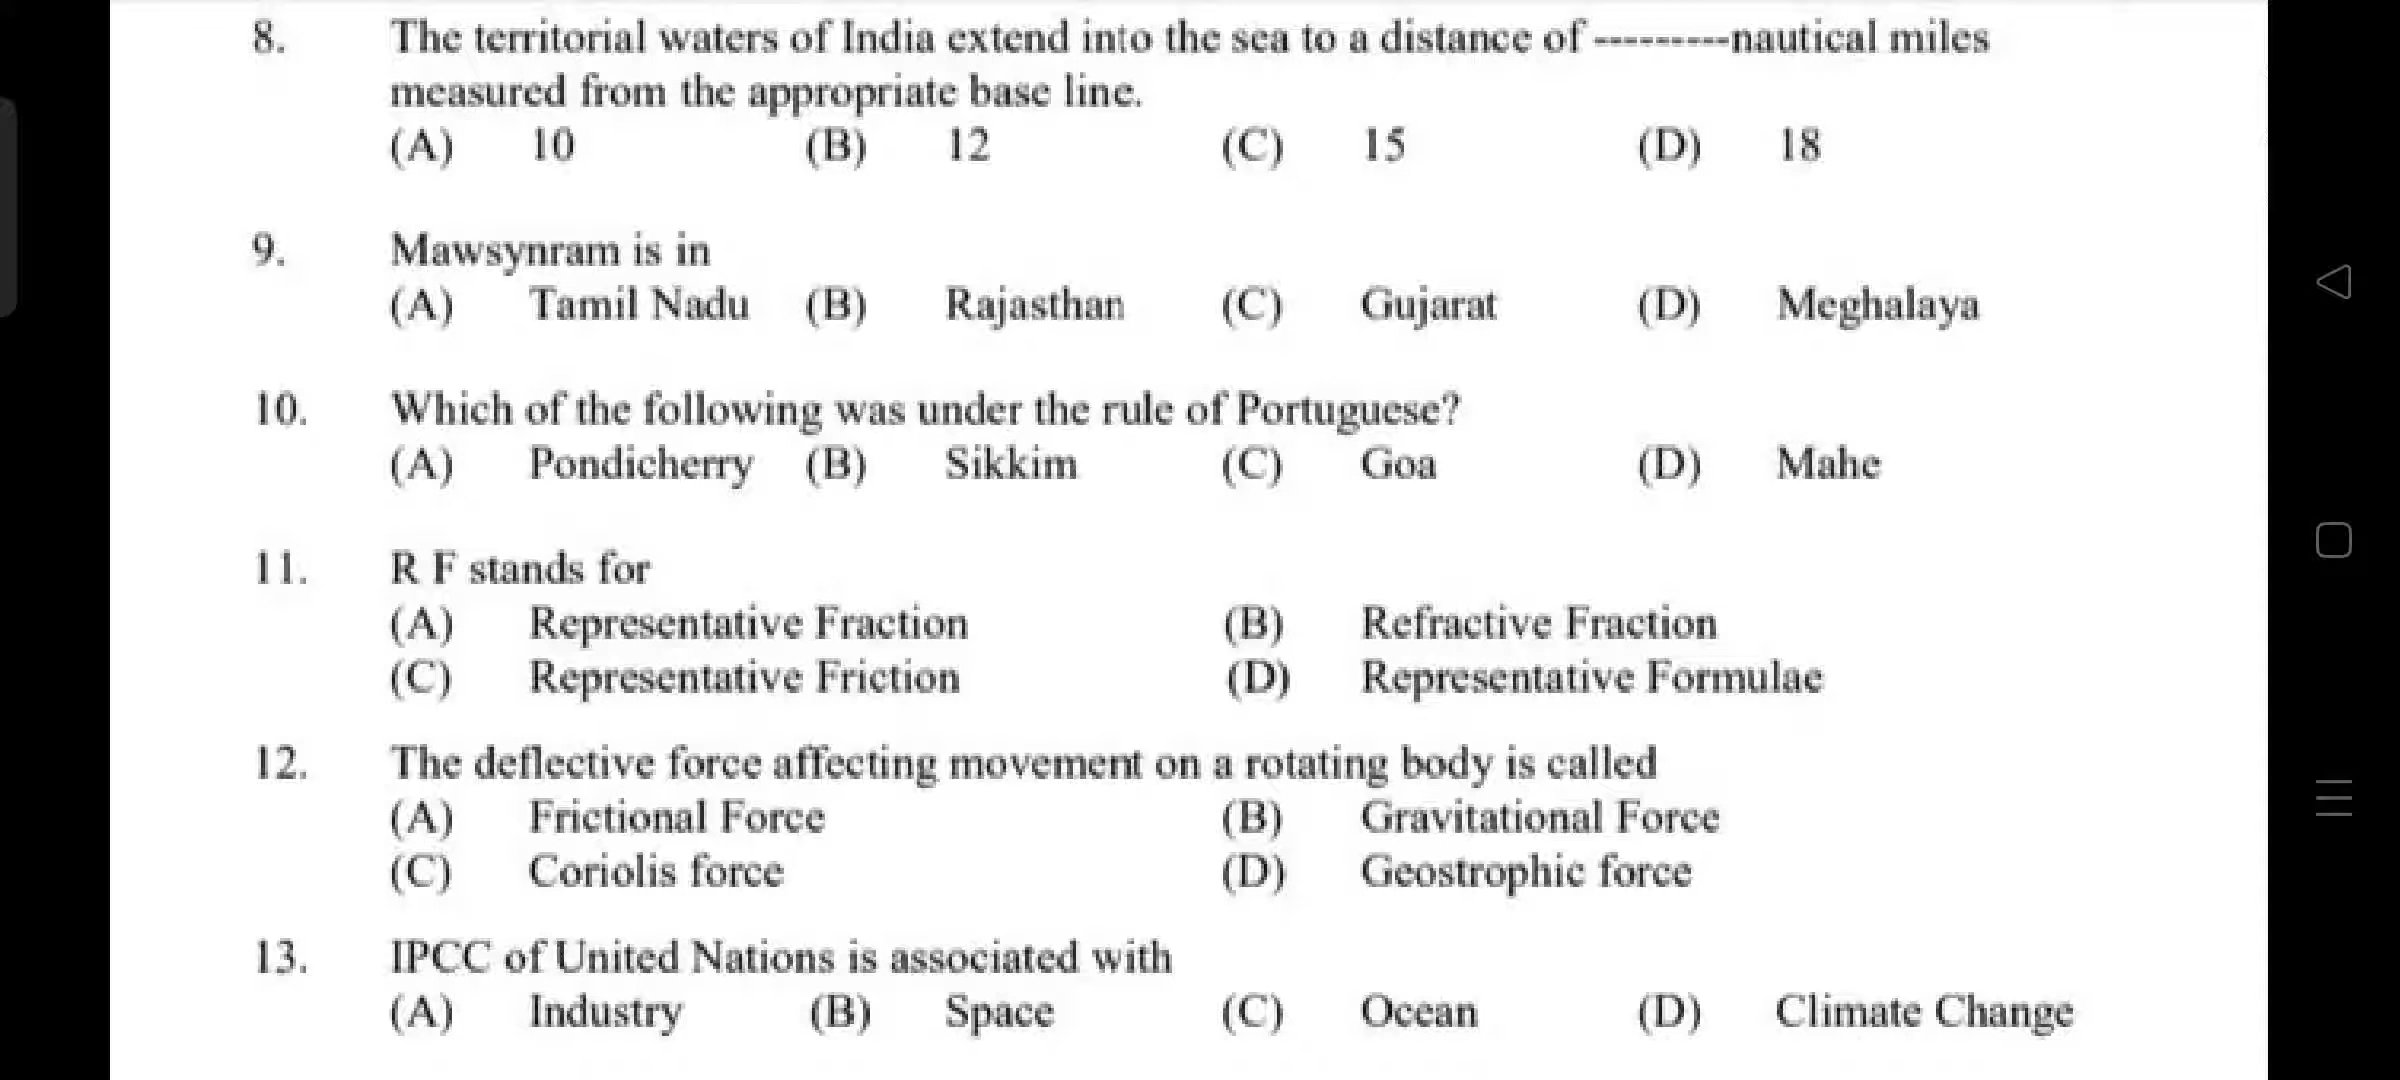 8. The territorial waters of India extend into the sea to a distance of ---------nautical miles
measured from the appropriate base line.
(A) 10 (B) 12 (C) 15 (D) 18
9. Mawsynram is in
(A) Tamil Nadu (B) Rajasthan (C) Gujarat (D) Meghalaya
10. Which of the following was under the rule of Portuguese?
(A) Pondicherry (B) Sikkim (C) Goa (D) Mahe
11. R F stands for
(A) Representative Fraction (B) Refractive Fraction
(C) Representative Friction (D) Representative Formulae
12. The deflective force affecting movement on a rotating body is called
(A) Frictional Force (B) Gravitational Force
(C) Coriolis force (D) Geostrophic force
13. IPCC of United Nations is associated with
(A) Industry (B) Space (C) Ocean (D) Climate Change